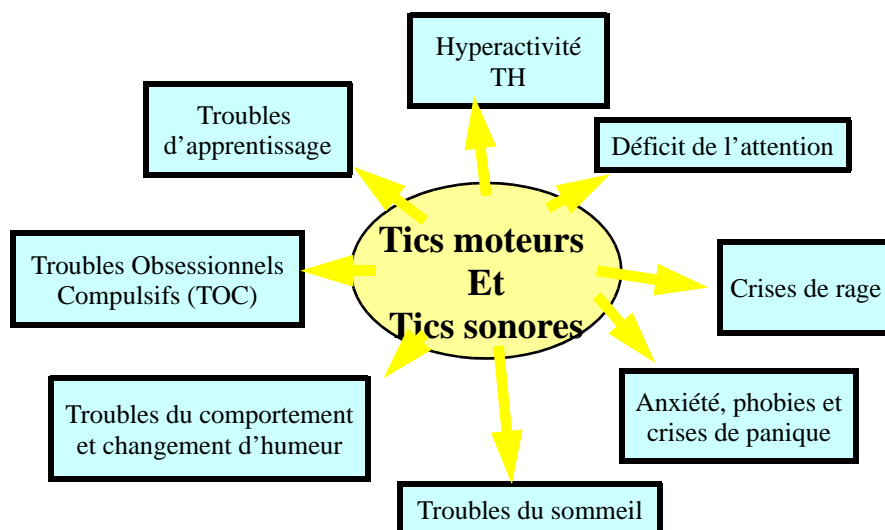 Hyperactivité
TH
Troubles
d’apprentissage
Déficit de l’attention
Tics moteurs
Et
Tics sonores
Troubles Obsessionnels
Compulsifs (TOC)
Crises de rage
Troubles du comportement
et changement d’humeur
Anxiété, phobies et
crises de panique
Troubles du sommeil